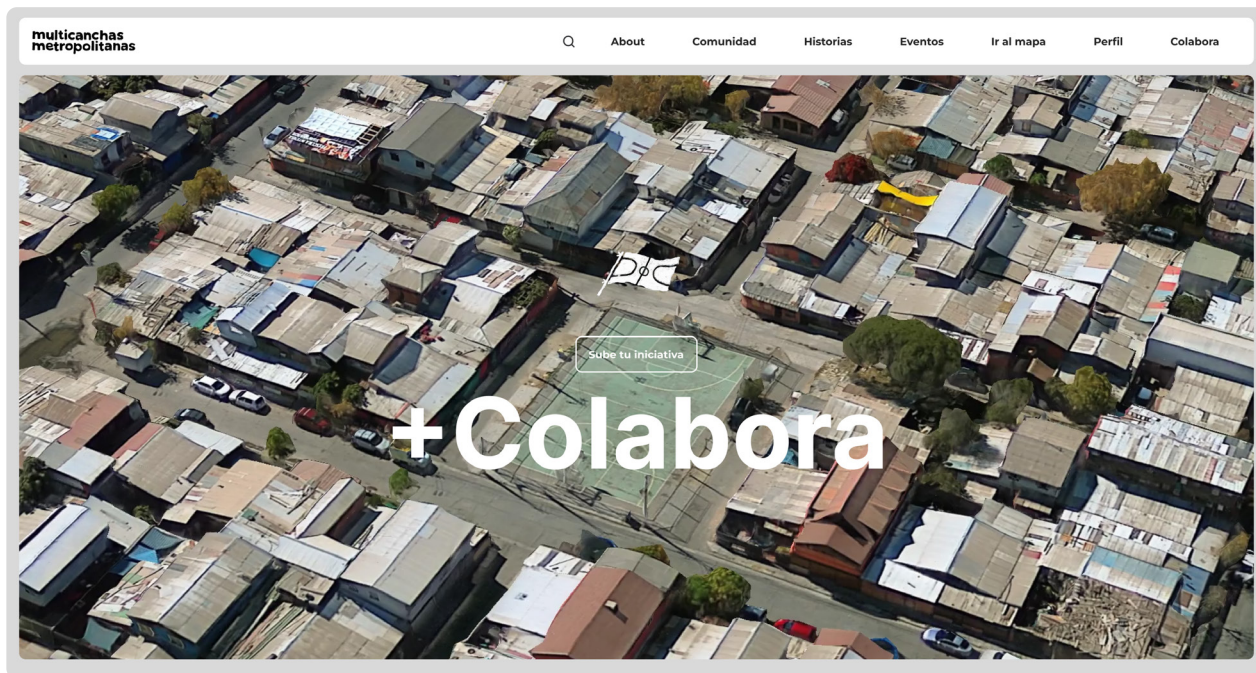 multicanchas
metropolitanas
About Comunidad Historias Eventos Ir al mapa Perfil Colabora
Sube tu iniciativa
+Colabora